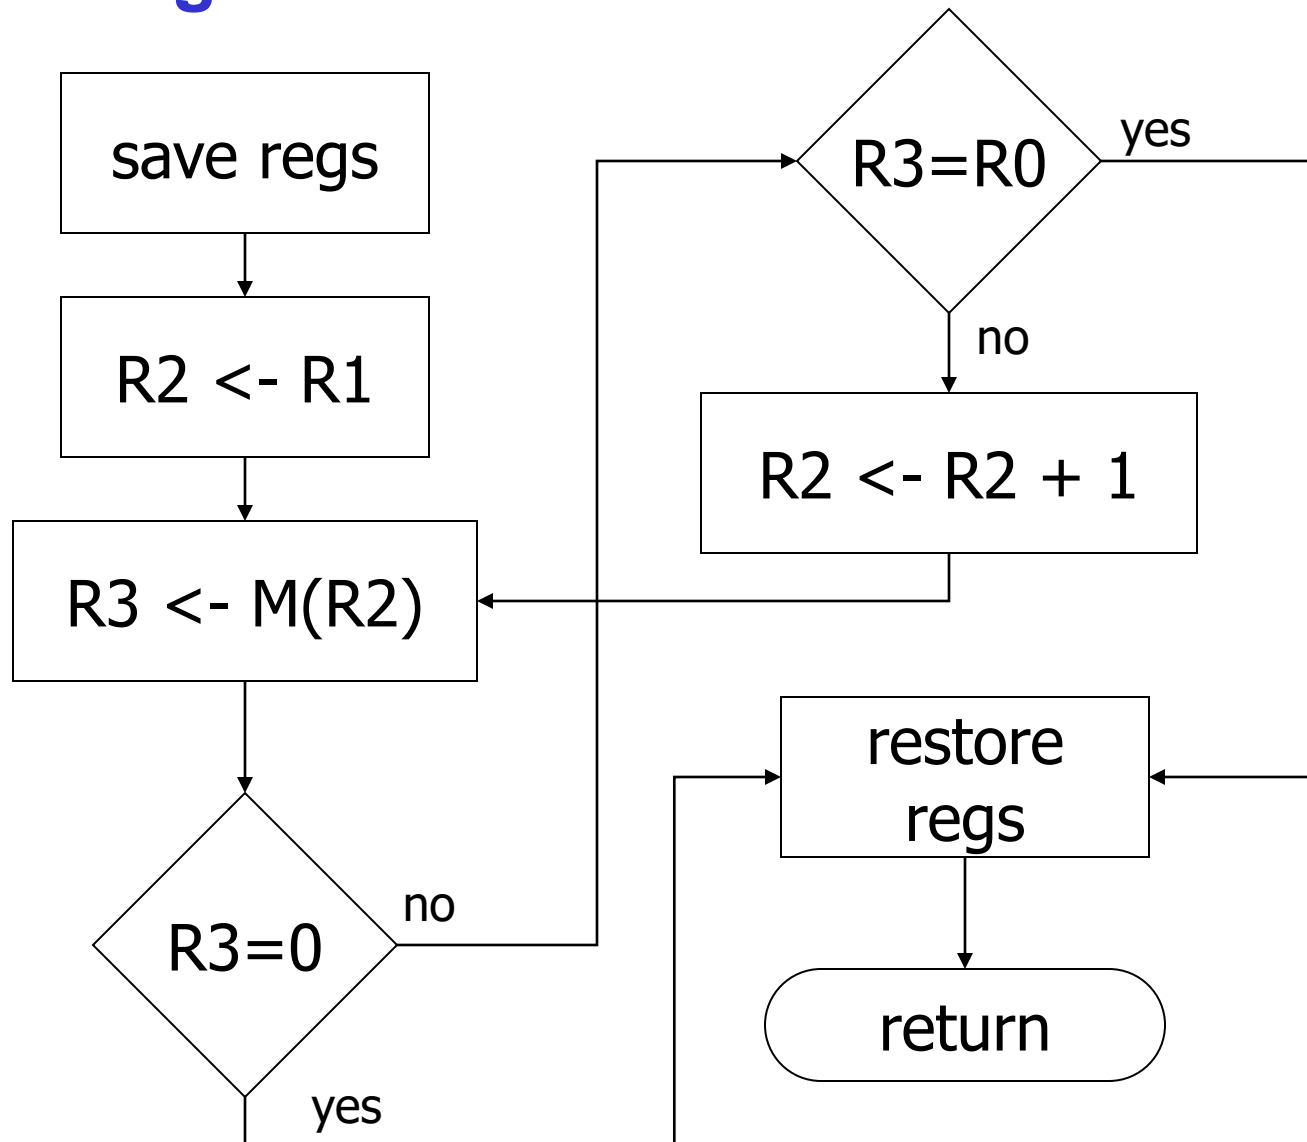 save regs
R2 <- R1
R3 <- M(R2)
R3=0
no
yes
R3=R0
yes
no
R2 <- R2 + 1
restore
regs
return